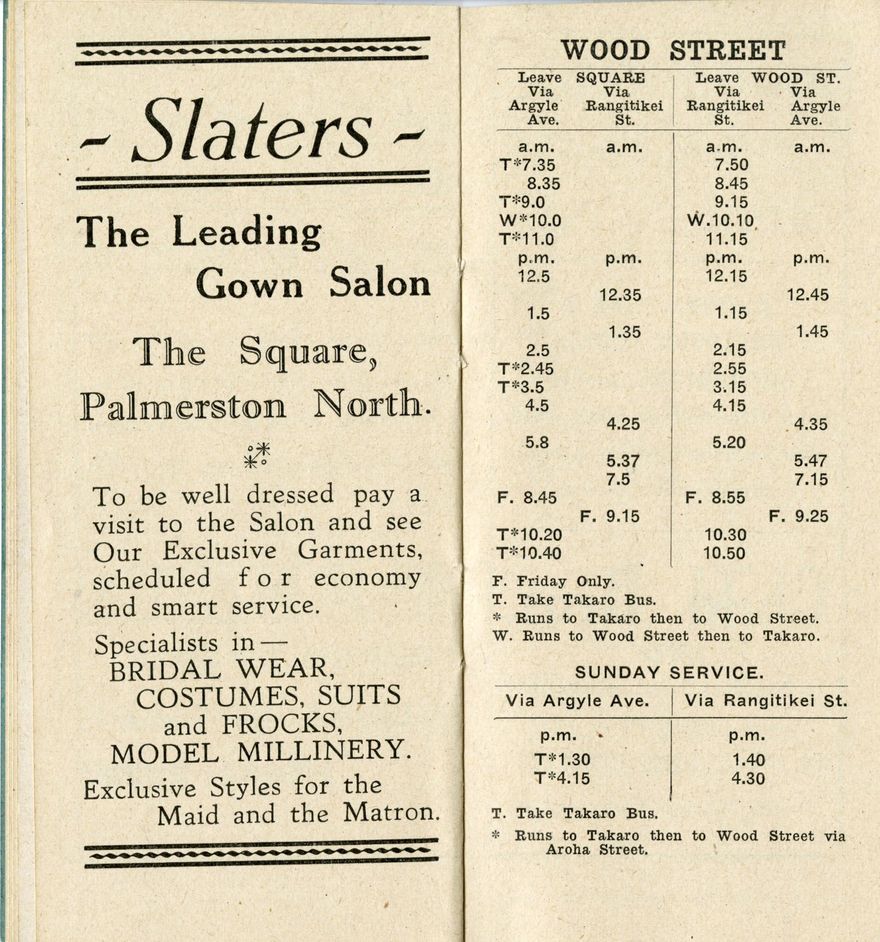 - Slaters -
The Leading
Gown Salon
The Square,
Palmerston North.
To be well dressed pay a
visit to the Salon and see
Our Exclusive Garments,
scheduled for economy
and smart service.
Specialists in—
BRIDAL WEAR,
COSTUMES, SUITS
and FROCKS,
MODEL MILLINERY.
Exclusive Styles for the
Maid and the Matron.
WOOD STREET
Leave SQUARE Leave WOOD ST.
Via Via Via Via
Argyle Rangitikei Rangitikei Argyle
Ave. St. St. Ave.
a.m. a.m. a.m. a.m.
T*7.35 7.50
8.35 8.45
T*9.0 9.15
W*10.0 W.10.10
T*11.0 11.15
p.m. p.m. p.m. p.m.
12.5 12.15
12.35 12.45
1.5 1.15
1.35 1.45
2.5 2.15
T*2.45 2.55
T*3.5 3.15
4.5 4.15
4.25 4.35
5.8 5.20
5.37 5.47
7.5 7.15
F. 8.45 F. 8.55
F. 9.15 F. 9.25
T*10.20 10.30
T*10.40 10.50
F. Friday Only.
T. Take Takaro Bus.
* Runs to Takaro then to Wood Street.
W. Runs to Wood Street then to Takaro.
SUNDAY SERVICE.
Via Argyle Ave. Via Rangitikei St.
p.m. p.m.
T*1.30 1.40
T*4.15 4.30
T. Take Takaro Bus.
* Runs to Takaro then to Wood Street via
Aroha Street.